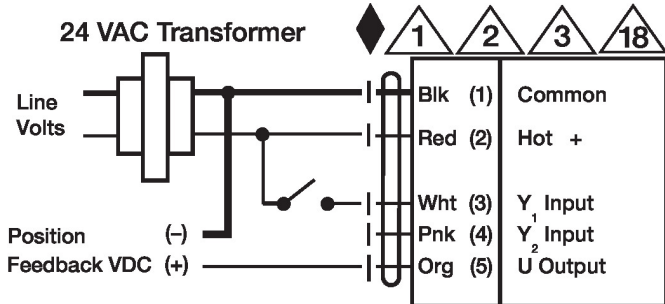 24 VAC Transformer
1 2 3 18
Line
Volts
Blk (1) Common
Red (2) Hot +
Wht (3) Y1 Input
Pnk (4) Y2 Input
Org (5) U Output
Position (–)
Feedback VDC (+)